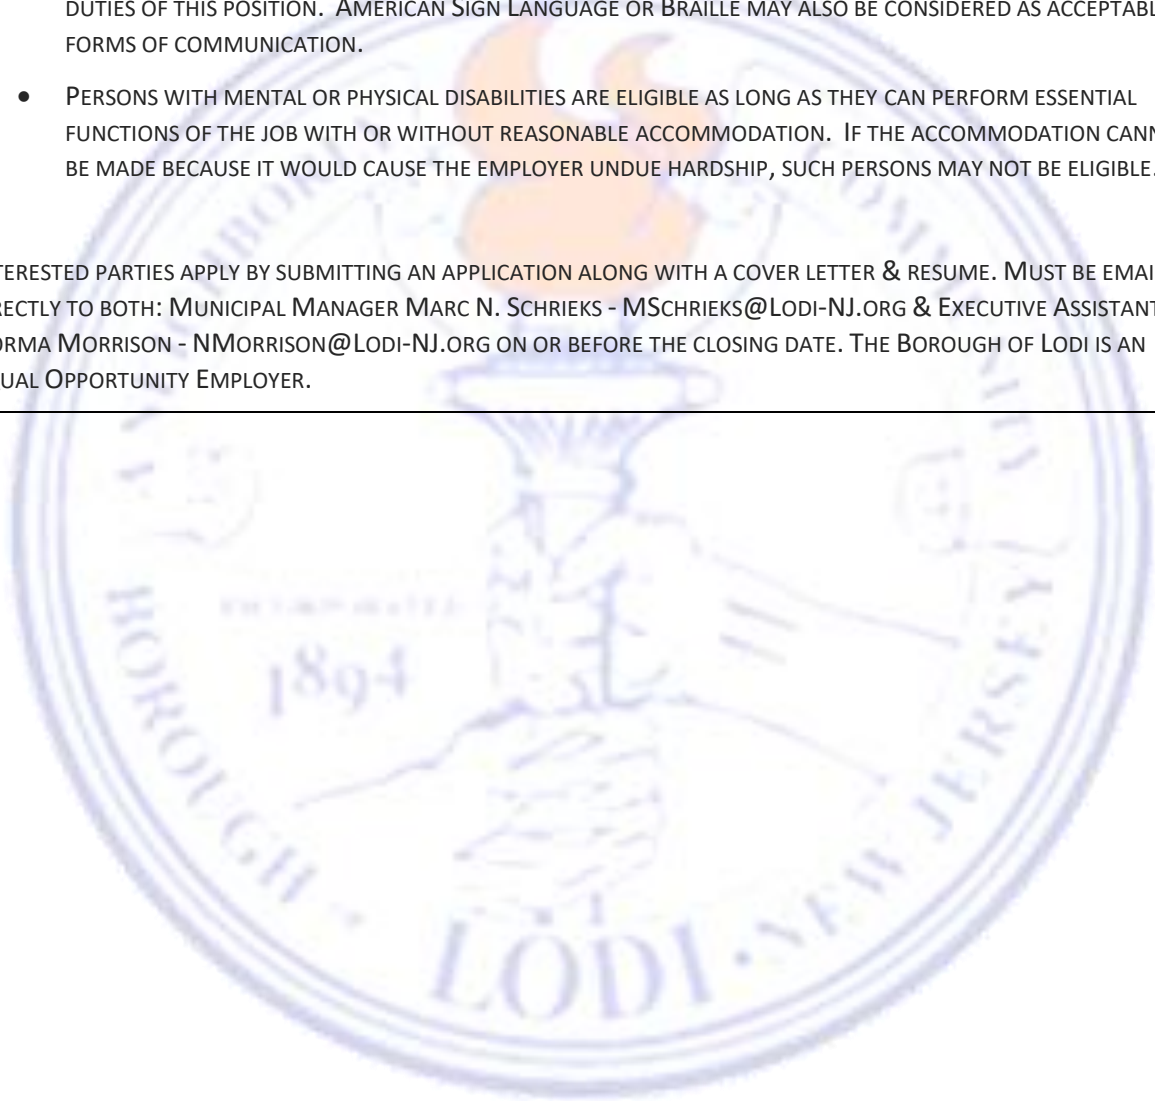 DUTIES OF THIS POSITION. AMERICAN SIGN LANGUAGE OR BRAILLE MAY ALSO BE CONSIDERED AS ACCEPTABL
FORMS OF COMMUNICATION.
• PERSONS WITH MENTAL OR PHYSICAL DISABILITIES ARE ELIGIBLE AS LONG AS THEY CAN PERFORM ESSENTIAL
FUNCTIONS OF THE JOB WITH OR WITHOUT REASONABLE ACCOMMODATION. IF THE ACCOMMODATION CANN
BE MADE BECAUSE IT WOULD CAUSE THE EMPLOYER UNDUE HARDSHIP, SUCH PERSONS MAY NOT BE ELIGIBLE.
TERESTED PARTIES APPLY BY SUBMITTING AN APPLICATION ALONG WITH A COVER LETTER & RESUME. MUST BE EMAI
RECTLY TO BOTH: MUNICIPAL MANAGER MARC N. SCHRIEKS - MSCHRIEKS@LODI-NJ.ORG & EXECUTIVE ASSISTANT
ORMA MORRISON - NMORRISON@LODI-NJ.ORG ON OR BEFORE THE CLOSING DATE. THE BOROUGH OF LODI IS AN
UAL OPPORTUNITY EMPLOYER.
COMMUNITY
1894
BOROUGH
LODI
NEW JERSEY